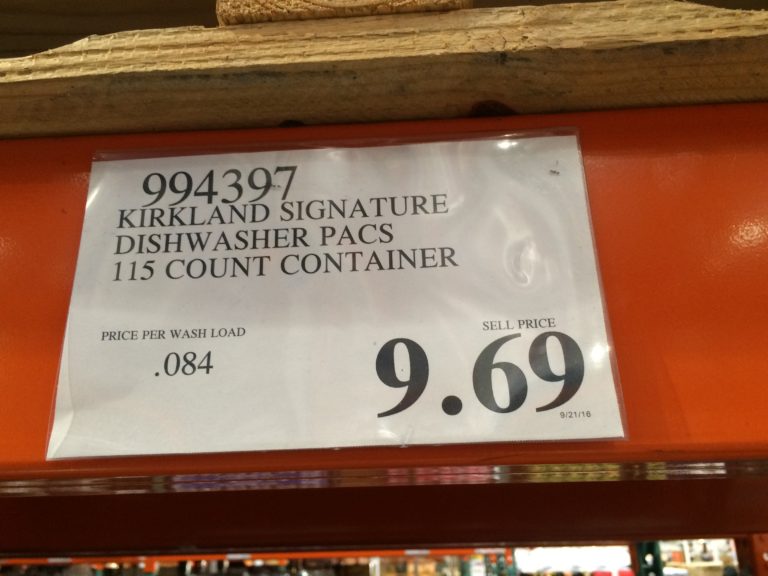 994397
KIRKLAND SIGNATURE
DISHWASHER PACS
115 COUNT CONTAINER
PRICE PER WASH LOAD
.084
SELL PRICE
9.69
9/21/16